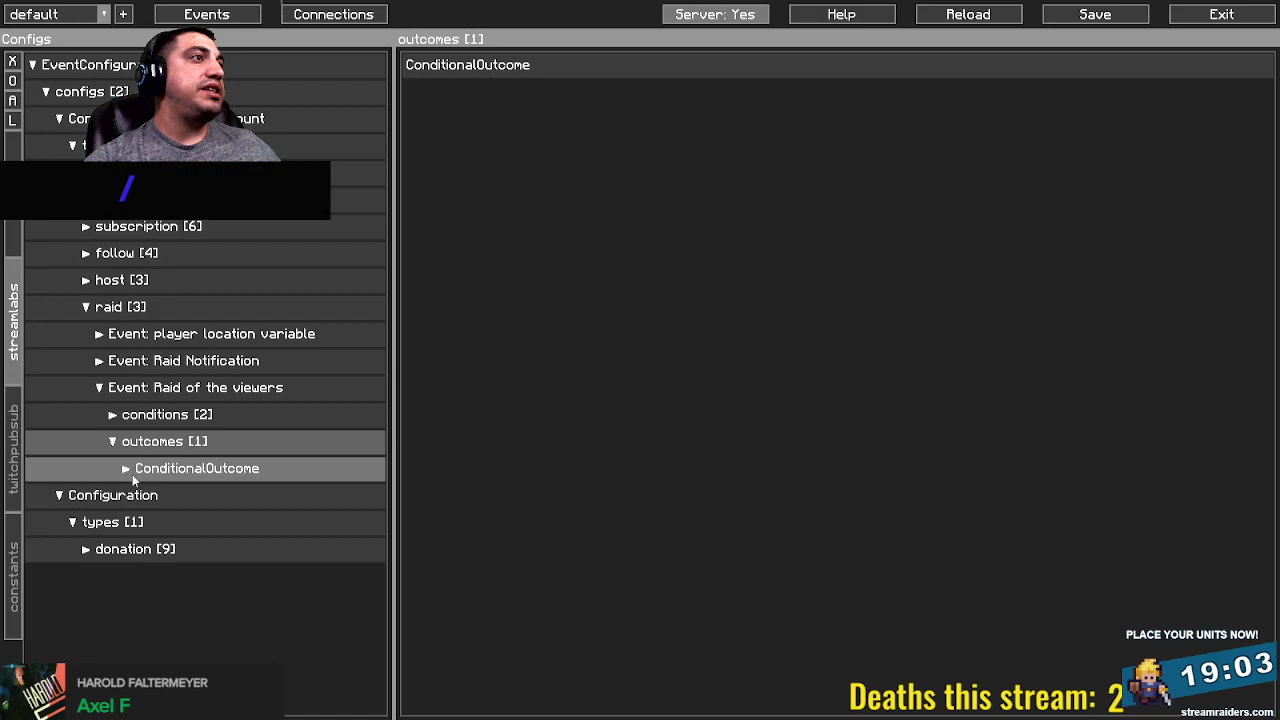 default
+
Events
Connections
Server: Yes
Help
Reload
Save
Exit
Configs
outcomes [1]
X
O
A
L
streamlabs
twitchpubsub
constants
configs [2]
ount
/
subscription [6]
follow [4]
host [3]
raid [3]
Event: player location variable
Event: Raid Notification
Event: Raid of the viewers
conditions [2]
outcomes [1]
ConditionalOutcome
Configuration
types [1]
donation [9]
ConditionalOutcome
HAROLD FALTERMEYER
Axel F
PLACE YOUR UNITS NOW!
19:03
Deaths this stream: 2
streamraiders.com